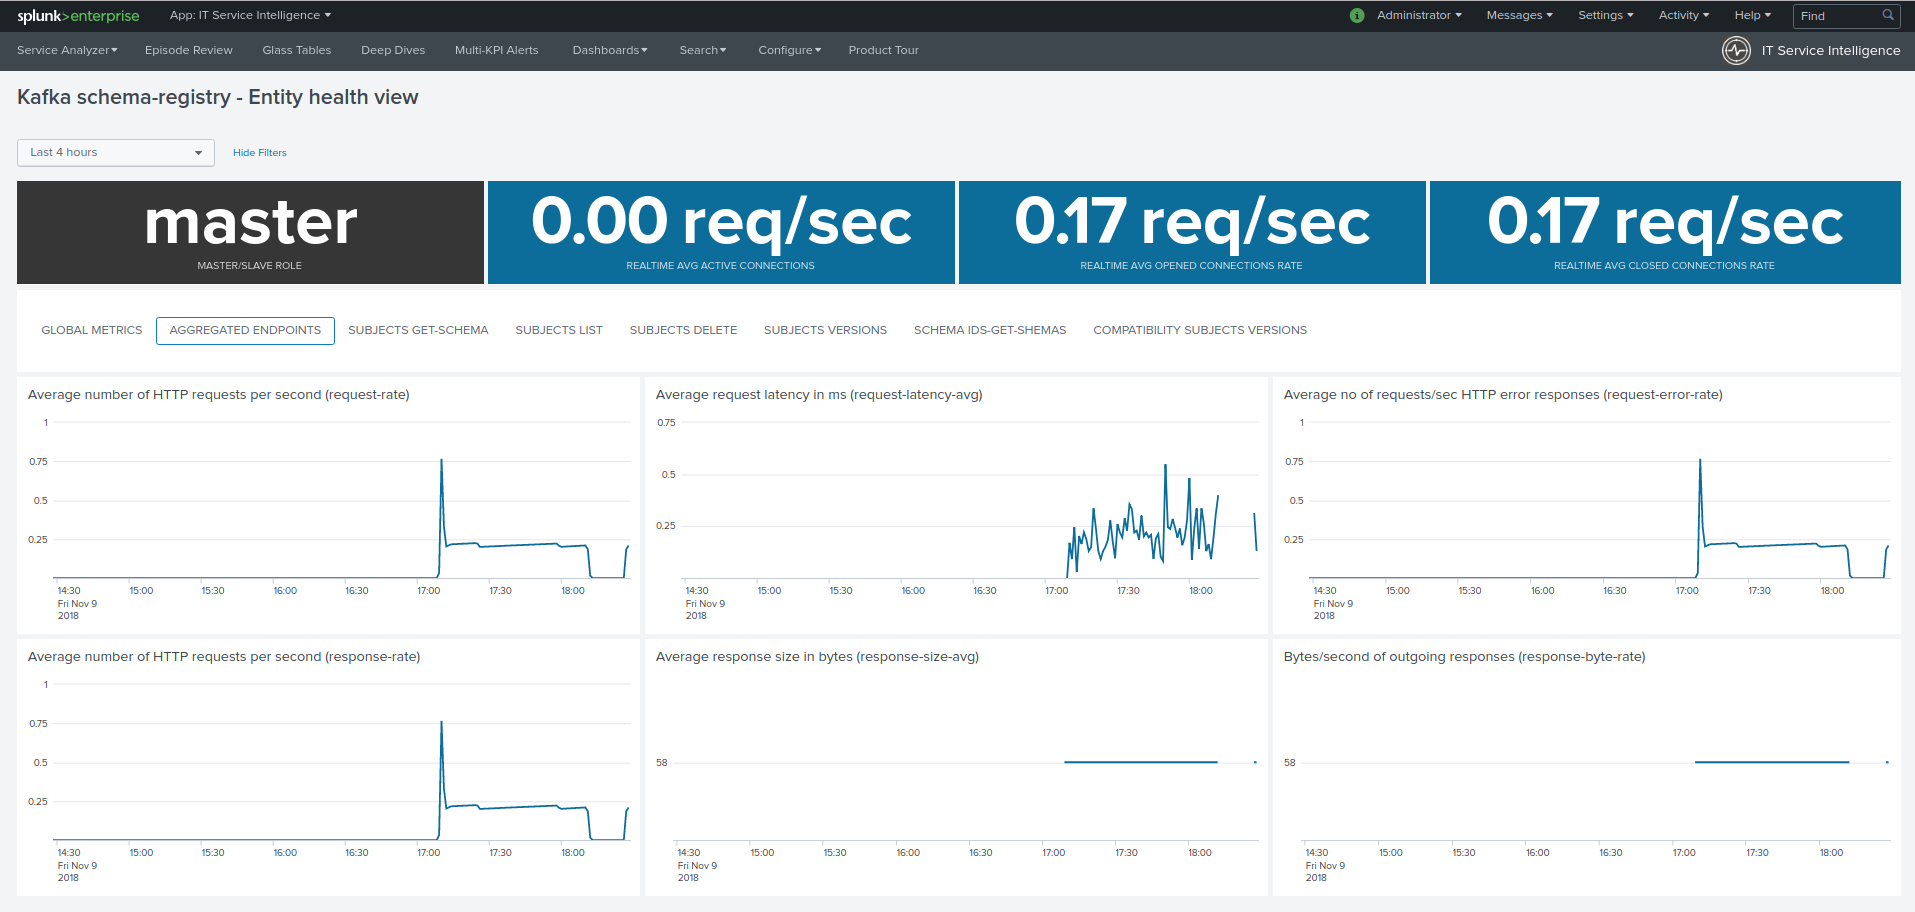 splunk>enterprise App: IT Service Intelligence Administrator Messages Settings Activity Help Find
Service Analyzer Episode Review Glass Tables Deep Dives Multi-KPI Alerts Dashboards Search Configure Product Tour IT Service Intelligence
Kafka schema-registry - Entity health view
Last 4 hours Hide Filters
master 0.00 req/sec 0.17 req/sec 0.17 req/sec
MASTER/SLAVE ROLE REALTIME AVG ACTIVE CONNECTIONS REALTIME AVG OPENED CONNECTIONS RATE REALTIME AVG CLOSED CONNECTIONS RATE
GLOBAL METRICS AGGREGATED ENDPOINTS SUBJECTS GET-SCHEMA SUBJECTS LIST SUBJECTS DELETE SUBJECTS VERSIONS SCHEMA IDS-GET-SHEMAS COMPATIBILITY SUBJECTS VERSIONS
Average number of HTTP requests per second (request-rate)
1
0.75
0.5
0.25
14:30 15:00 15:30 16:00 16:30 17:00 17:30 18:00
Fri Nov 9
2018
Average request latency in ms (request-latency-avg)
0.75
0.5
0.25
14:30 15:00 15:30 16:00 16:30 17:00 17:30 18:00
Fri Nov 9
2018
Average no of requests/sec HTTP error responses (request-error-rate)
1
0.75
0.5
0.25
14:30 15:00 15:30 16:00 16:30 17:00 17:30 18:00
Fri Nov 9
2018
Average number of HTTP requests per second (response-rate)
1
0.75
0.5
0.25
14:30 15:00 15:30 16:00 16:30 17:00 17:30 18:00
Fri Nov 9
2018
Average response size in bytes (response-size-avg)
58
14:30 15:00 15:30 16:00 16:30 17:00 17:30 18:00
Fri Nov 9
2018
Bytes/second of outgoing responses (response-byte-rate)
58
14:30 15:00 15:30 16:00 16:30 17:00 17:30 18:00
Fri Nov 9
2018